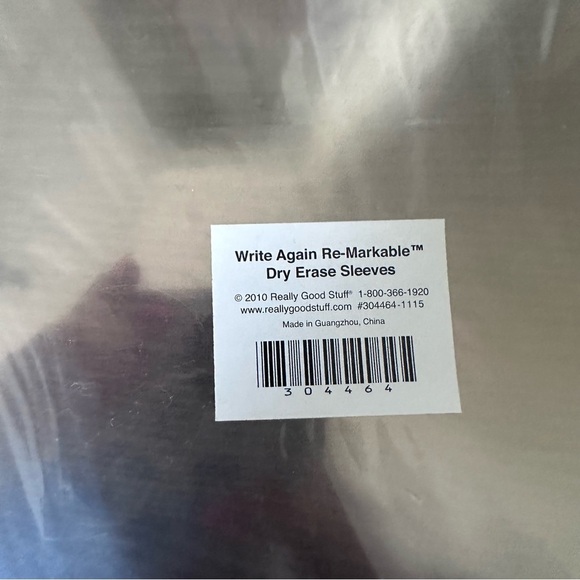 Write Again Re-Markable™
Dry Erase Sleeves
© 2010 Really Good Stuff® 1-800-366-1920
www.reallygoodstuff.com #304464-1115
Made in Guangzhou, China
304464